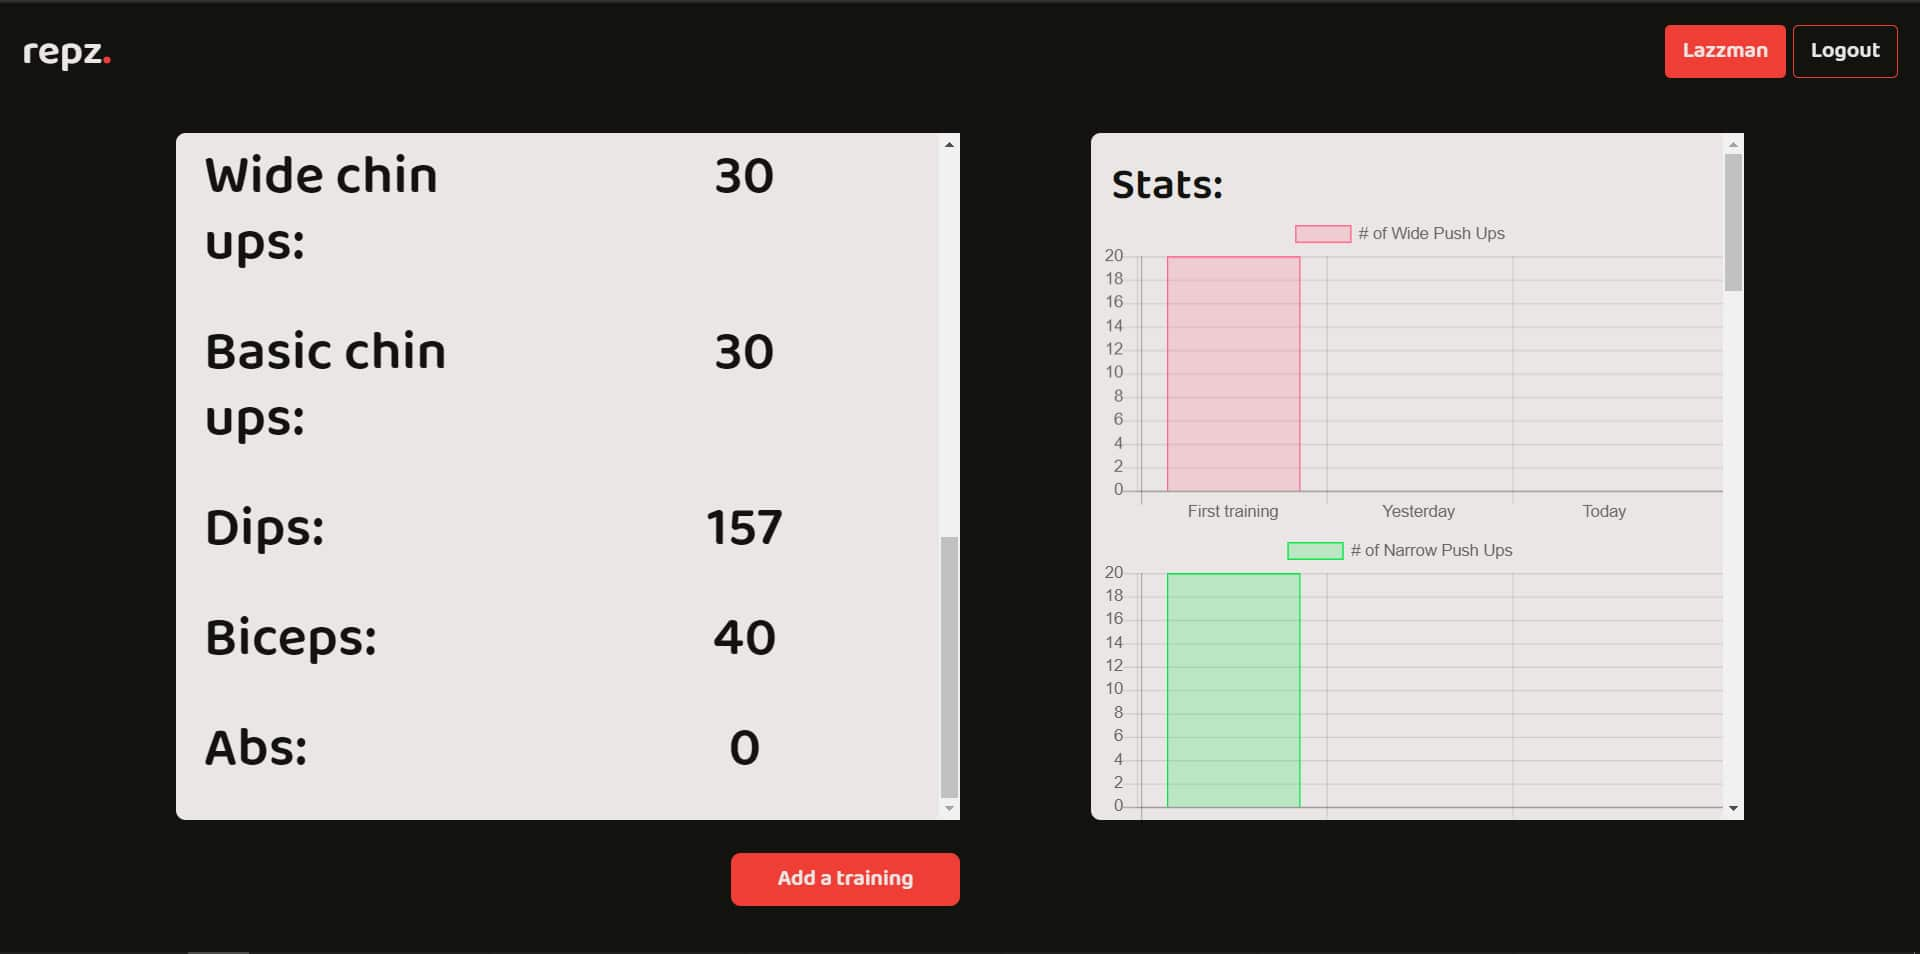 repz.
Lazzman
Logout
Wide chin 30
ups:
Basic chin 30
ups:
Dips: 157
Biceps: 40
Abs: 0
Add a training
Stats:
# of Wide Push Ups
20
18
16
14
12
10
8
6
4
2
0
First training Yesterday Today
# of Narrow Push Ups
20
18
16
14
12
10
8
6
4
2
0